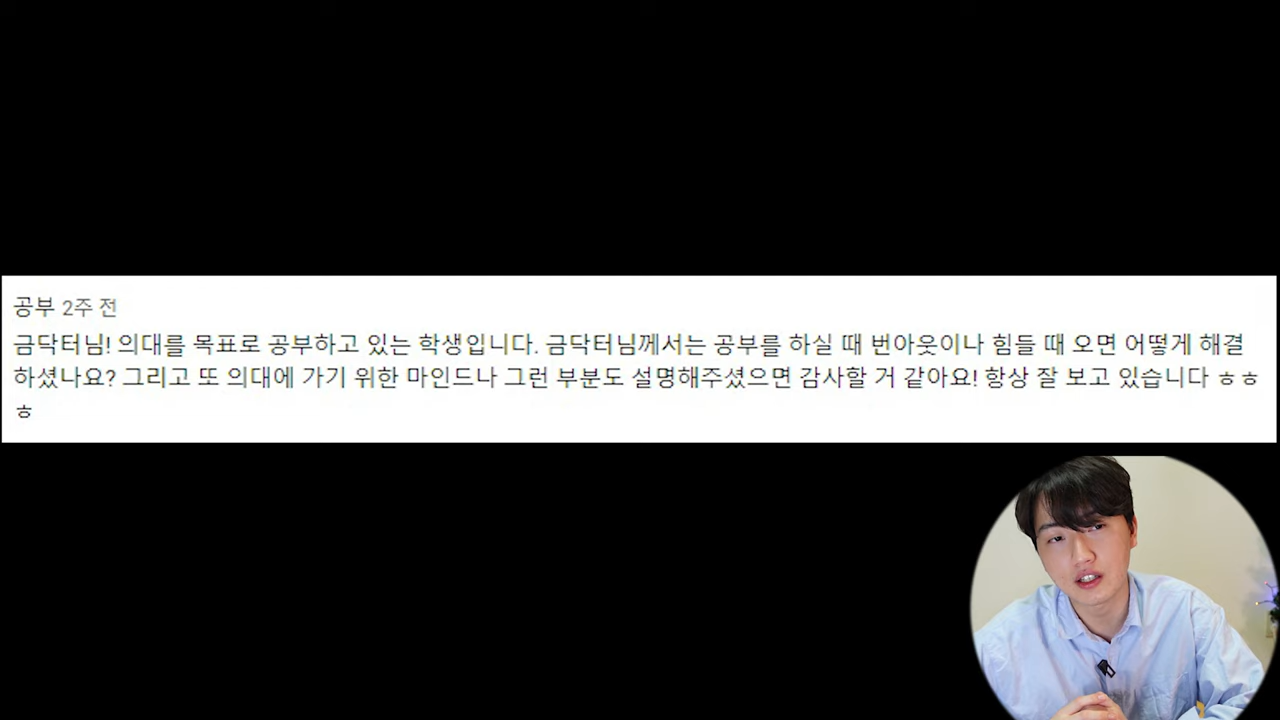 공부 2주 전
금닥터님! 의대를 목표로 공부하고 있는 학생입니다. 금닥터님께서는 공부를 하실 때 번아웃이나 힘들 때 오면 어떻게 해결
하셨나요? 그리고 또 의대에 가기 위한 마인드나 그런 부분도 설명해주셨으면 감사할 거 같아요! 항상 잘 보고 있습니다 ㅎㅎ
ㅎ